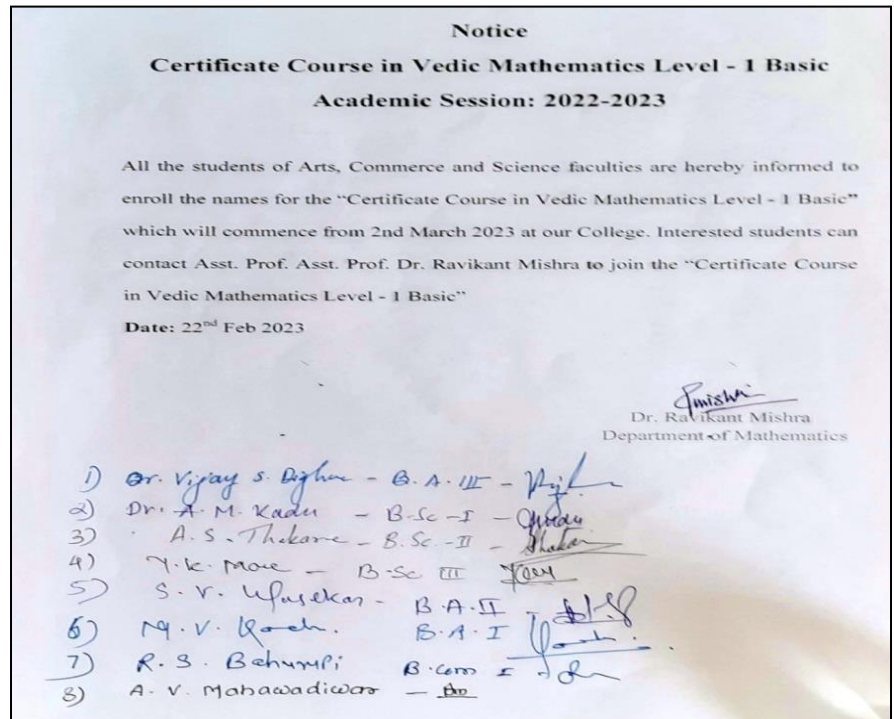 Notice
Certificate Course in Vedic Mathematics Level - 1 Basic
Academic Session: 2022-2023
All the students of Arts, Commerce and Science faculties are hereby informed to
enroll the names for the “Certificate Course in Vedic Mathematics Level - 1 Basic”
which will commence from 2nd March 2023 at our College. Interested students can
contact Asst. Prof. Asst. Prof. Dr. Ravikant Mishra to join the “Certificate Course
in Vedic Mathematics Level - 1 Basic”
Date: 22nd Feb 2023
Dr. Ravikant Mishra
Department of Mathematics
1) Dr. Vijay S. Dighe - B.A. III -
2) Dr. A. M. Kadu - B.Sc - I -
3) A. S. Thakare - B.Sc. - II -
4) Y. K. More - B.Sc III
5) S. V. - B.A. II -
6) M. V. B.A. I
7) R. S. B.com I -
8) A. V. Mahawadiwar -